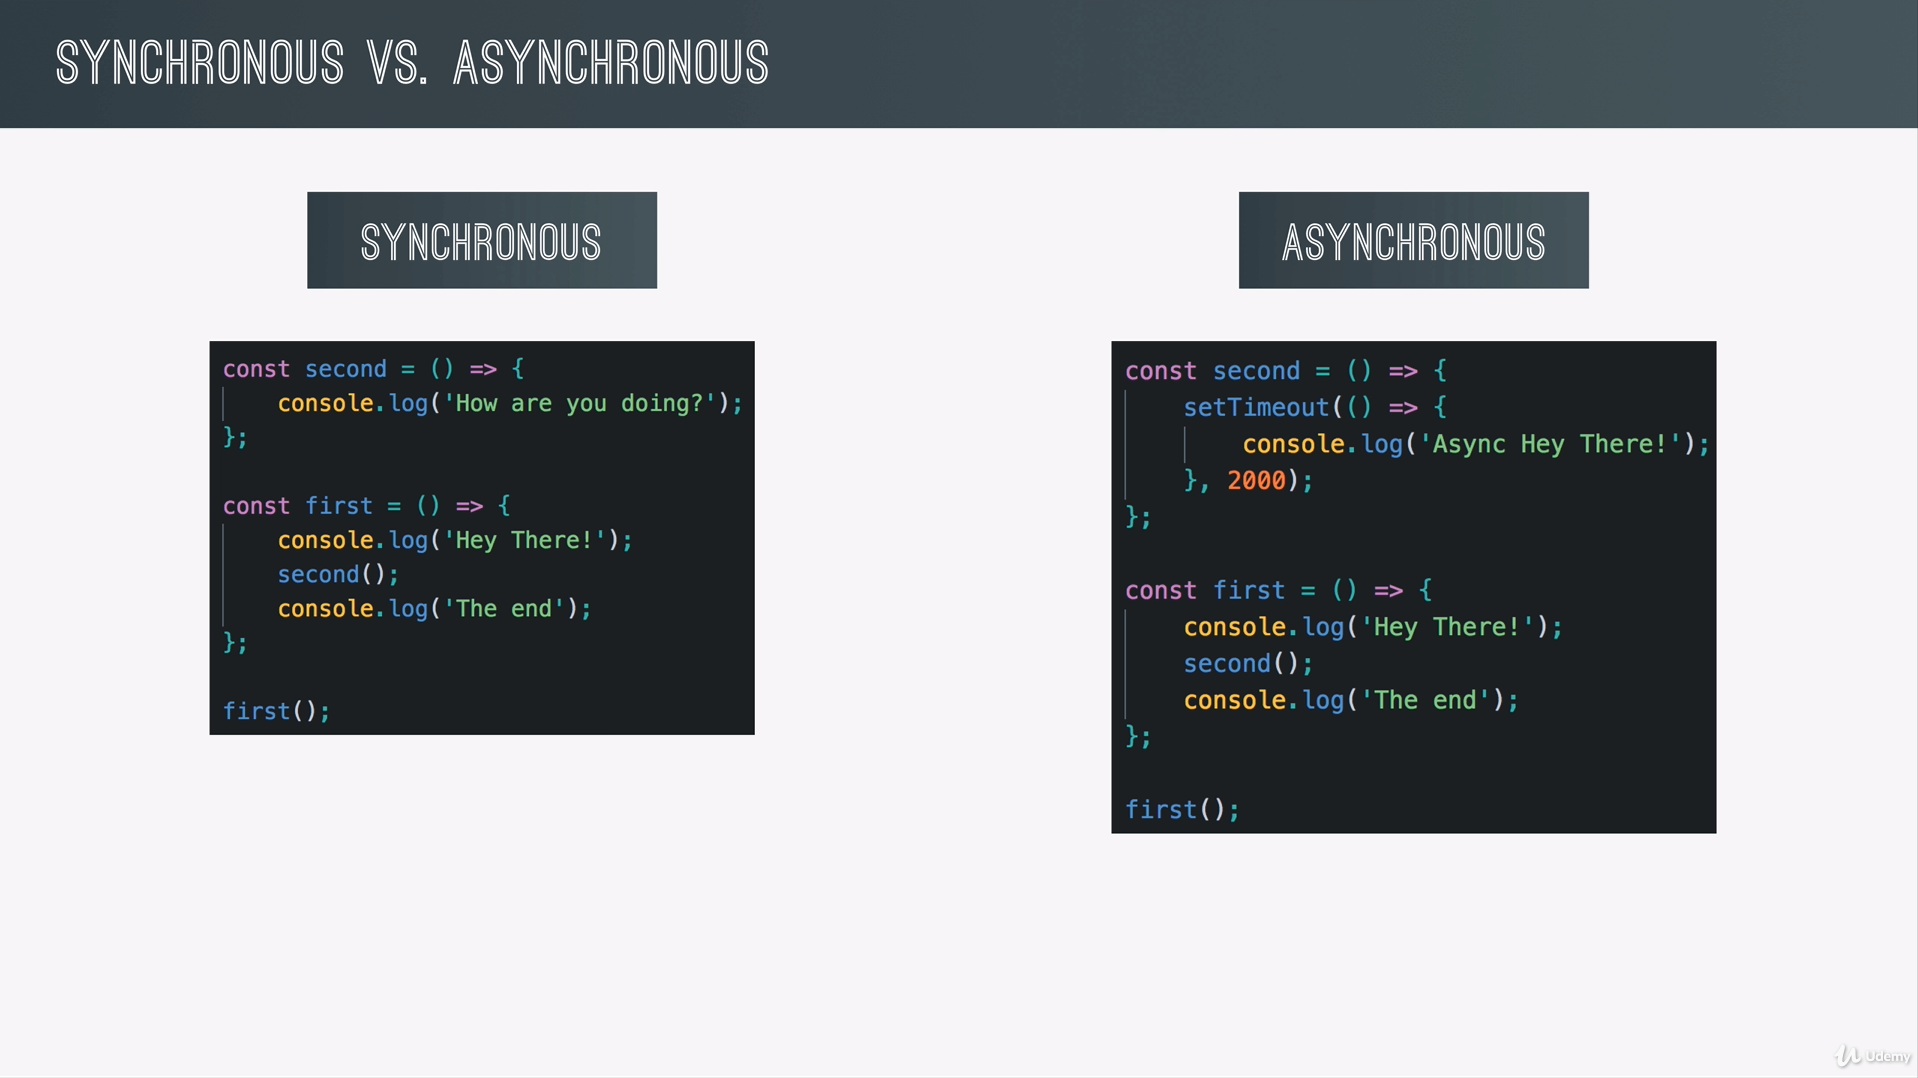 SYNCHRONOUS VS. ASYNCHRONOUS
SYNCHRONOUS
const second = () => {
    console.log('How are you doing?');
};

const first = () => {
    console.log('Hey There!');
    second();
    console.log('The end');
};

first();
ASYNCHRONOUS
const second = () => {
    setTimeout(() => {
        console.log('Async Hey There!');
    }, 2000);
};

const first = () => {
    console.log('Hey There!');
    second();
    console.log('The end');
};

first();
Udemy